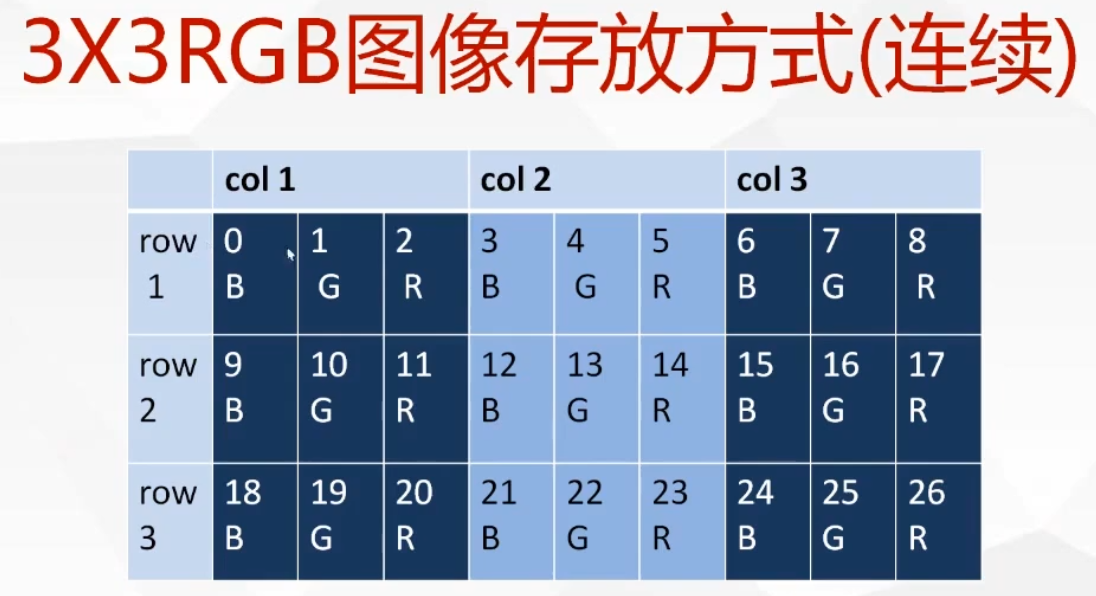 3X3RGB图像存放方式(连续)
col 1 col 2 col 3
row 0 1 2 3 4 5 6 7 8
1 B G R B G R B G R
row 9 10 11 12 13 14 15 16 17
2 B G R B G R B G R
row 18 19 20 21 22 23 24 25 26
3 B G R B G R B G R